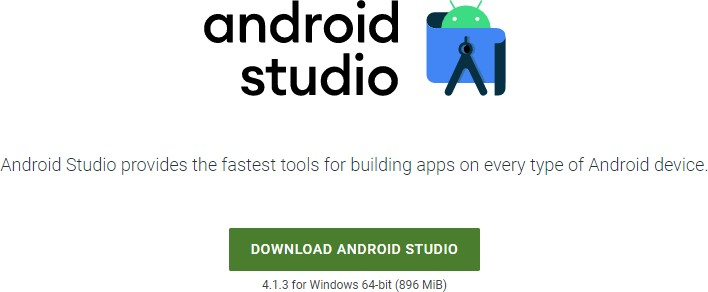 android
studio
Android Studio provides the fastest tools for building apps on every type of Android device.
DOWNLOAD ANDROID STUDIO
4.1.3 for Windows 64-bit (896 MiB)